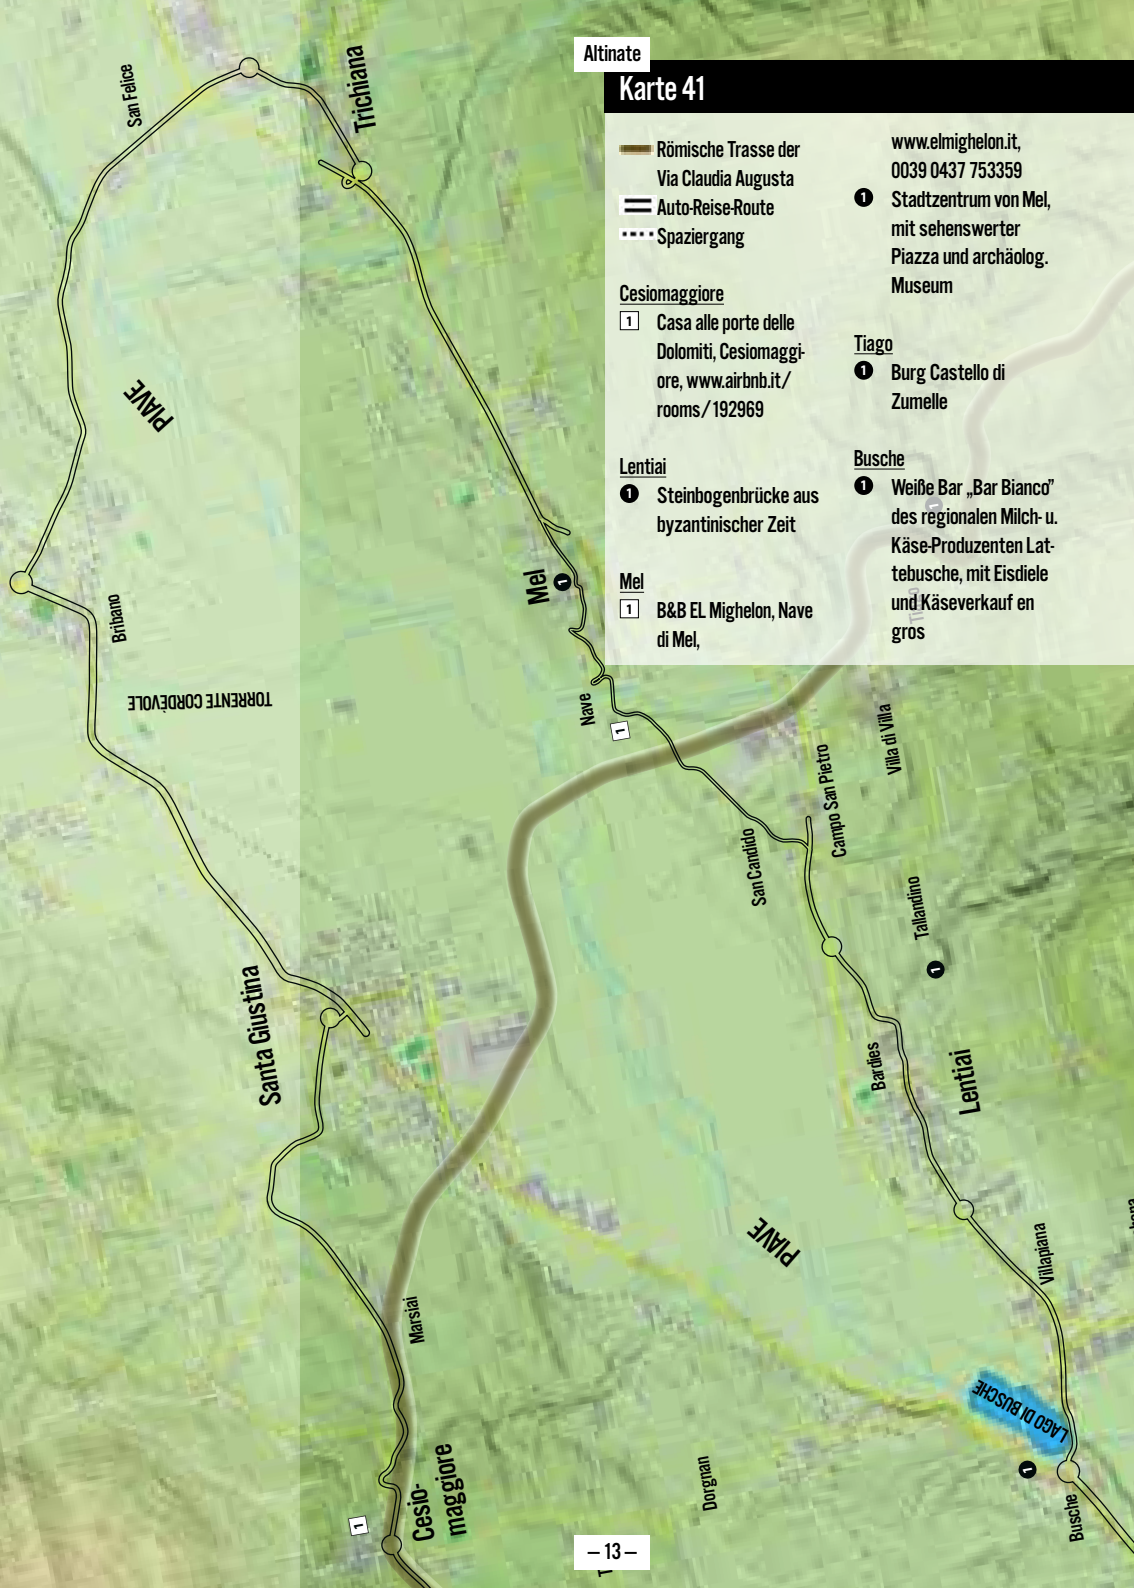 Altinate
Karte 41
Römische Trasse der
Via Claudia Augusta
Auto-Reise-Route
Spaziergang
Cesiomaggiore
1 Casa alle porte delle
Dolomiti, Cesiomaggi-
ore, www.airbnb.it/
rooms/192969
Lentiai
1 Steinbogenbrücke aus
byzantinischer Zeit
Mel
1 B&B EL Mighelon, Nave
di Mel,
www.elmighelon.it,
0039 0437 753359
1 Stadtzentrum von Mel,
mit sehenswerter
Piazza und archäolog.
Museum
Tiago
1 Burg Castello di
Zumelle
Busche
1 Weiße Bar „Bar Bianco”
des regionalen Milch- u.
Käse-Produzenten Lat-
tebusche, mit Eisdiele
und Käseverkauf en
gros
San Felice
Trichiana
PIAVE
Bribano
TORRENTE CORDÈVOLE
Mel
1
Nave
1
Villa di Villa
Campo San Pietro
San Candido
Tallandino
1
Santa Giustina
Bardies
Lentiai
PIAVE
Villapiana
Marsiai
LAGO DI BUSCHE
1
Cesio-
maggiore
1
Dorgnan
Busche
– 13 –